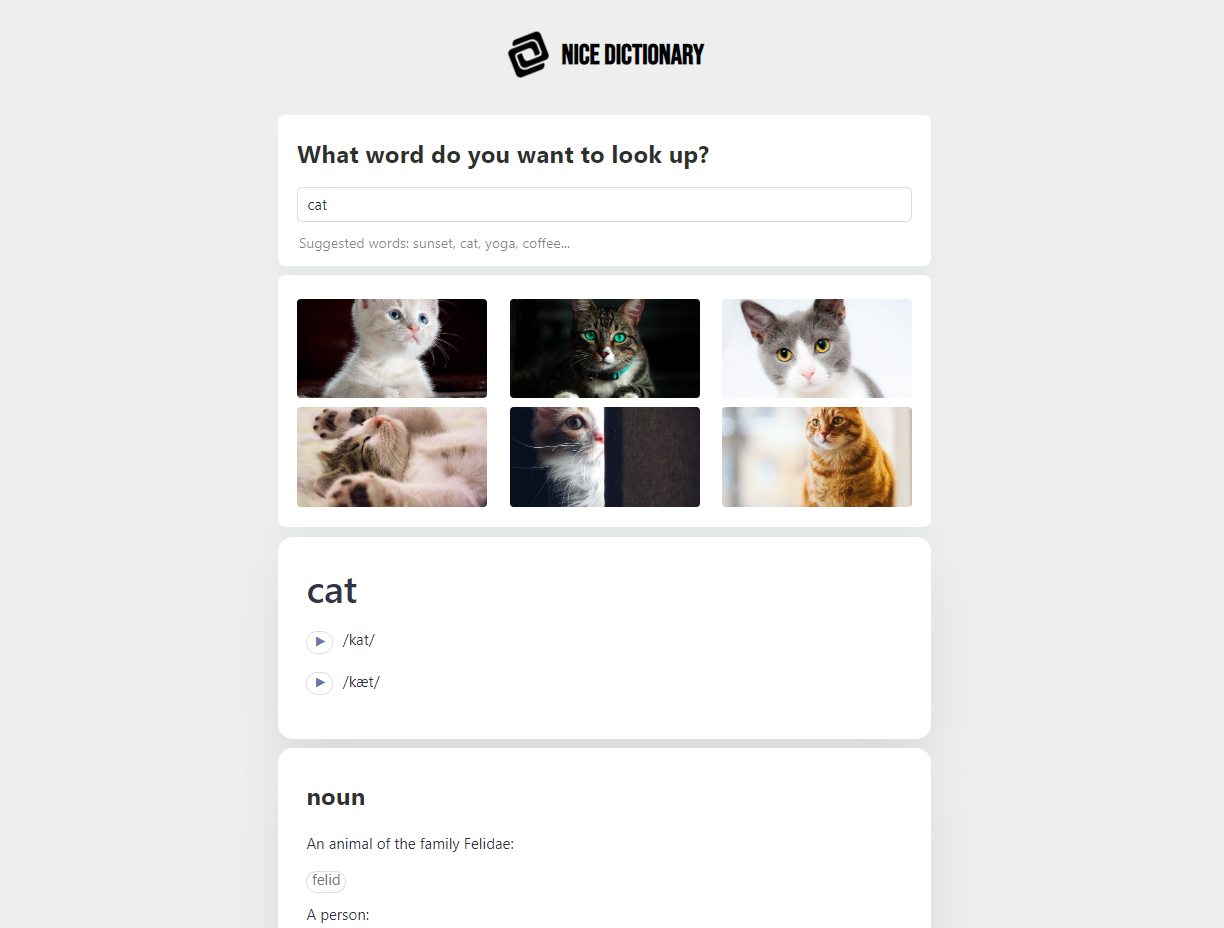 NICE DICTIONARY
What word do you want to look up?
cat
Suggested words: sunset, cat, yoga, coffee...
cat
/kat/
/kæt/
noun
An animal of the family Felidae:
felid
A person: